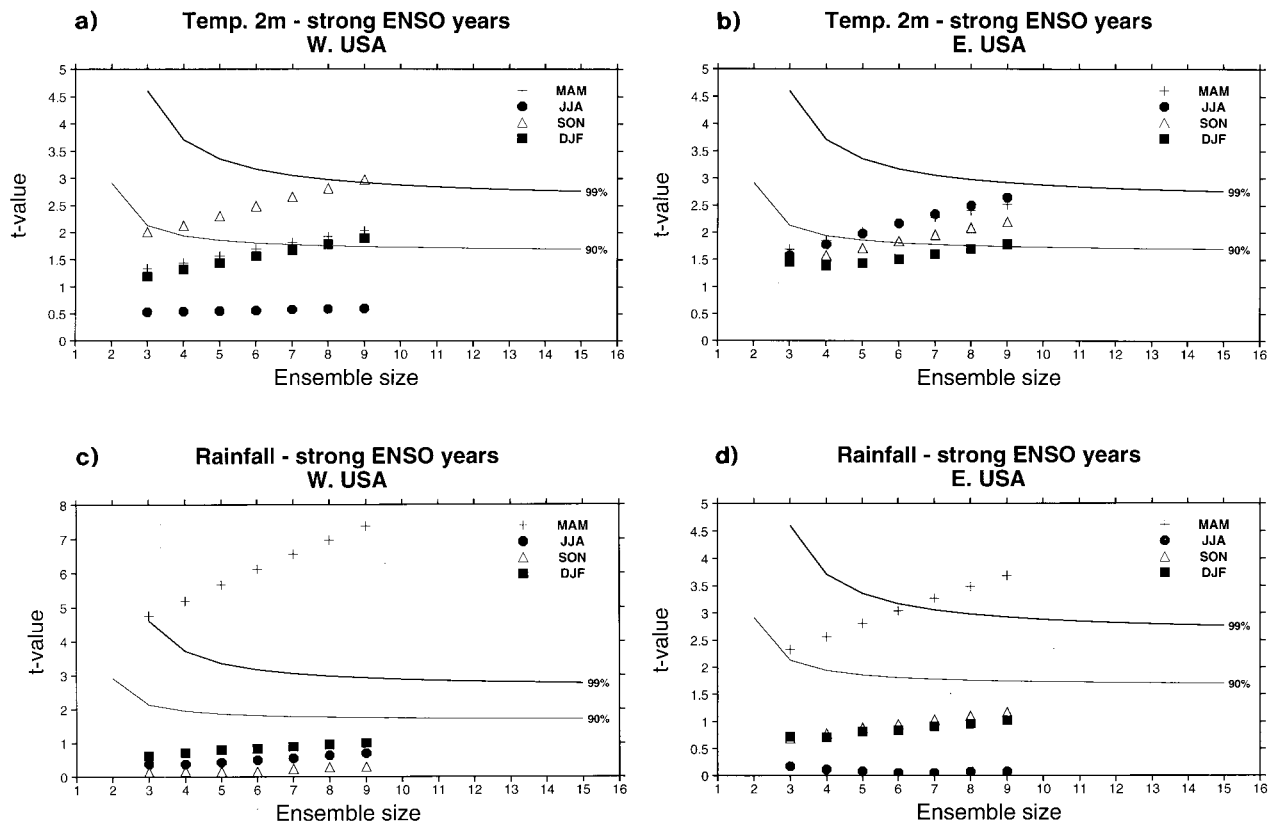 a)
Temp. 2m - strong ENSO years
W. USA
t-value
5
4.5
4
3.5
3
2.5
2
1.5
1
0.5
0
MAM
JJA
SON
DJF
99%
90%
1 2 3 4 5 6 7 8 9 10 11 12 13 14 15 16
Ensemble size
b)
Temp. 2m - strong ENSO years
E. USA
t-value
5
4.5
4
3.5
3
2.5
2
1.5
1
0.5
0
MAM
JJA
SON
DJF
99%
90%
1 2 3 4 5 6 7 8 9 10 11 12 13 14 15 16
Ensemble size
c)
Rainfall - strong ENSO years
W. USA
t-value
8
7
6
5
4
3
2
1
0
MAM
JJA
SON
DJF
99%
90%
1 2 3 4 5 6 7 8 9 10 11 12 13 14 15 16
Ensemble size
d)
Rainfall - strong ENSO years
E. USA
t-value
5
4.5
4
3.5
3
2.5
2
1.5
1
0.5
0
MAM
JJA
SON
DJF
99%
90%
1 2 3 4 5 6 7 8 9 10 11 12 13 14 15 16
Ensemble size